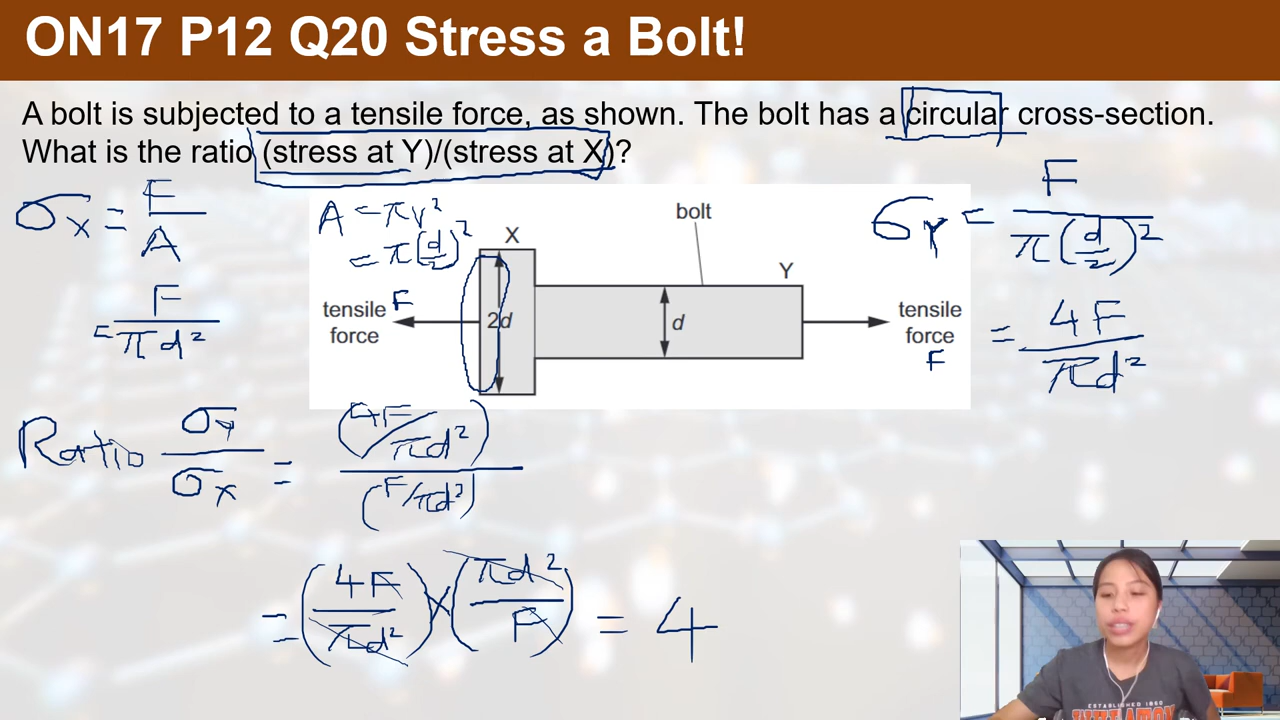 ON17 P12 Q20 Stress a Bolt!
A bolt is subjected to a tensile force, as shown. The bolt has a circular cross-section.
What is the ratio (stress at Y)/(stress at X)?
σx = F/A
= F/πd²
A = πr²
= π(d/2)²
X
bolt
Y
tensile force F
2d
d
tensile force F
σY = F/π(d/2)²
= 4F/πd²
Ratio σy/σx = (4F/πd²)/(F/πd²)
= (4F/πd²) × (πd²/F) = 4
ESTABLISHED 1860